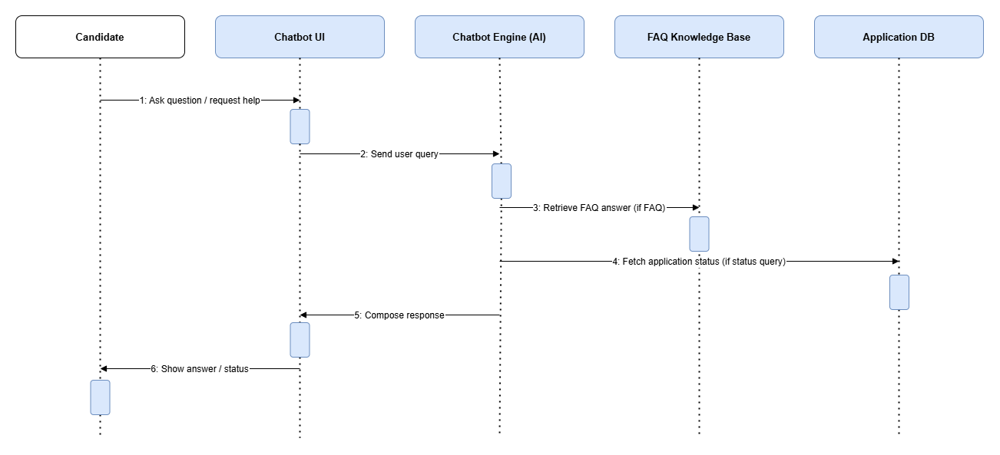 Candidate
Chatbot UI
Chatbot Engine (AI)
FAQ Knowledge Base
Application DB
1: Ask question / request help
2: Send user query
3: Retrieve FAQ answer (if FAQ)
4: Fetch application status (if status query)
5: Compose response
6: Show answer / status